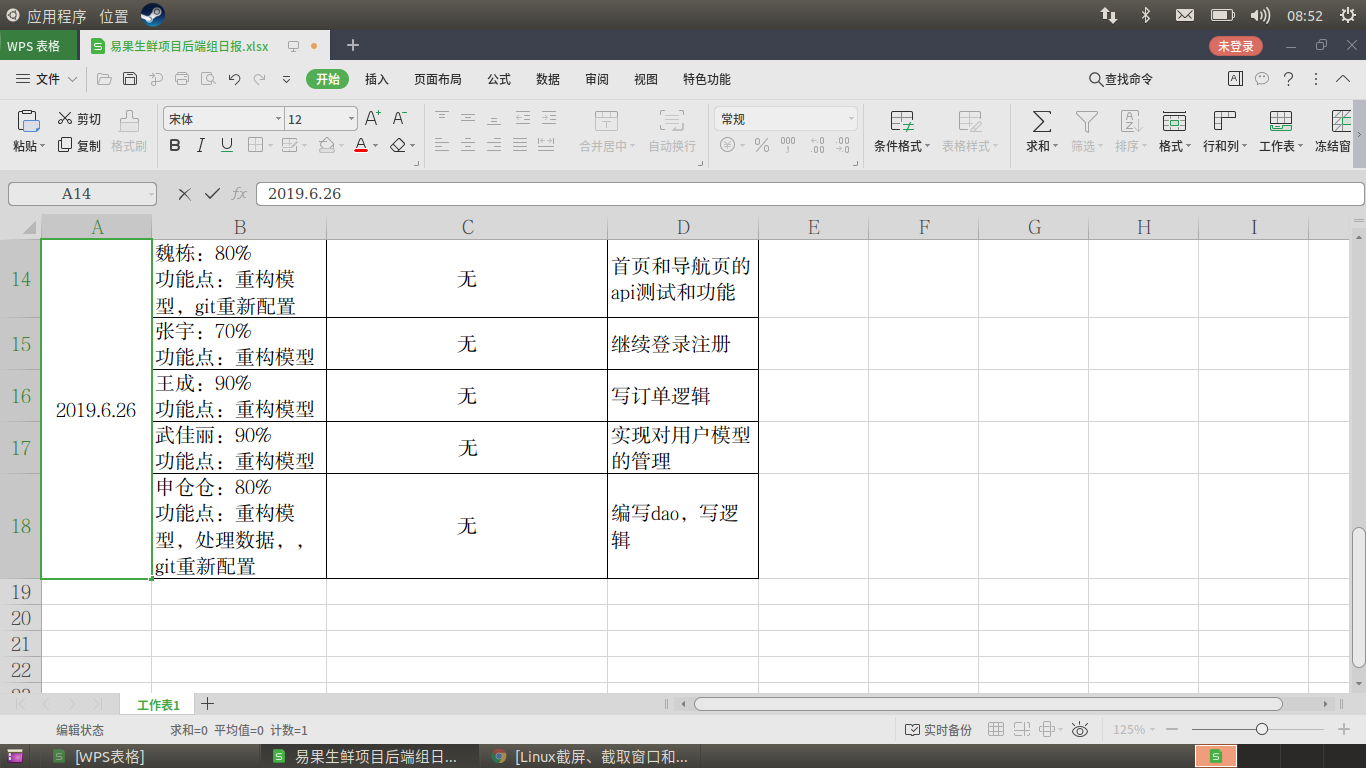 应用程序 位置 08:52
WPS 表格 易果生鲜项目后端组日报.xlsx 未登录
文件 开始 插入 页面布局 公式 数据 审阅 视图 特色功能 查找命令
粘贴 剪切 复制 格式刷 宋体 12 合并居中 自动换行 常规 条件格式 表格样式 求和 筛选 排序 格式 行和列 工作表 冻结窗
A14 fx 2019.6.26
A B C D E F G H I
14 魏栋：80%
功能点：重构模
型，git重新配置
无
首页和导航页的
api测试和功能
15 张宇：70%
功能点：重构模型
无
继续登录注册
16 王成：90%
功能点：重构模型
无
写订单逻辑
2019.6.26
17 武佳丽：90%
功能点：重构模型
无
实现对用户模型
的管理
18 申仓仓：80%
功能点：重构模
型，处理数据，,
git重新配置
无
编写dao，写逻
辑
19
20
21
22
工作表1
编辑状态 求和=0 平均值=0 计数=1 实时备份 125%
[WPS表格] 易果生鲜项目后端组日... [Linux截屏、截取窗口和...